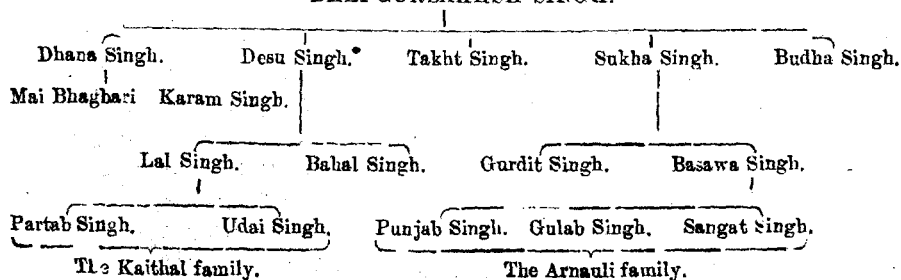 Dhana Singh. Desu Singh. Takht Singh. Sukha Singh. Budha Singh.
Mai Bhagbari Karam Singh.
Lal Singh. Bahal Singh. Gurdit Singh. Basawa Singh.
Partab Singh. Udai Singh. Punjab Singh. Gulab Singh. Sangat Singh.
The Kaithal family. The Arnauli family.